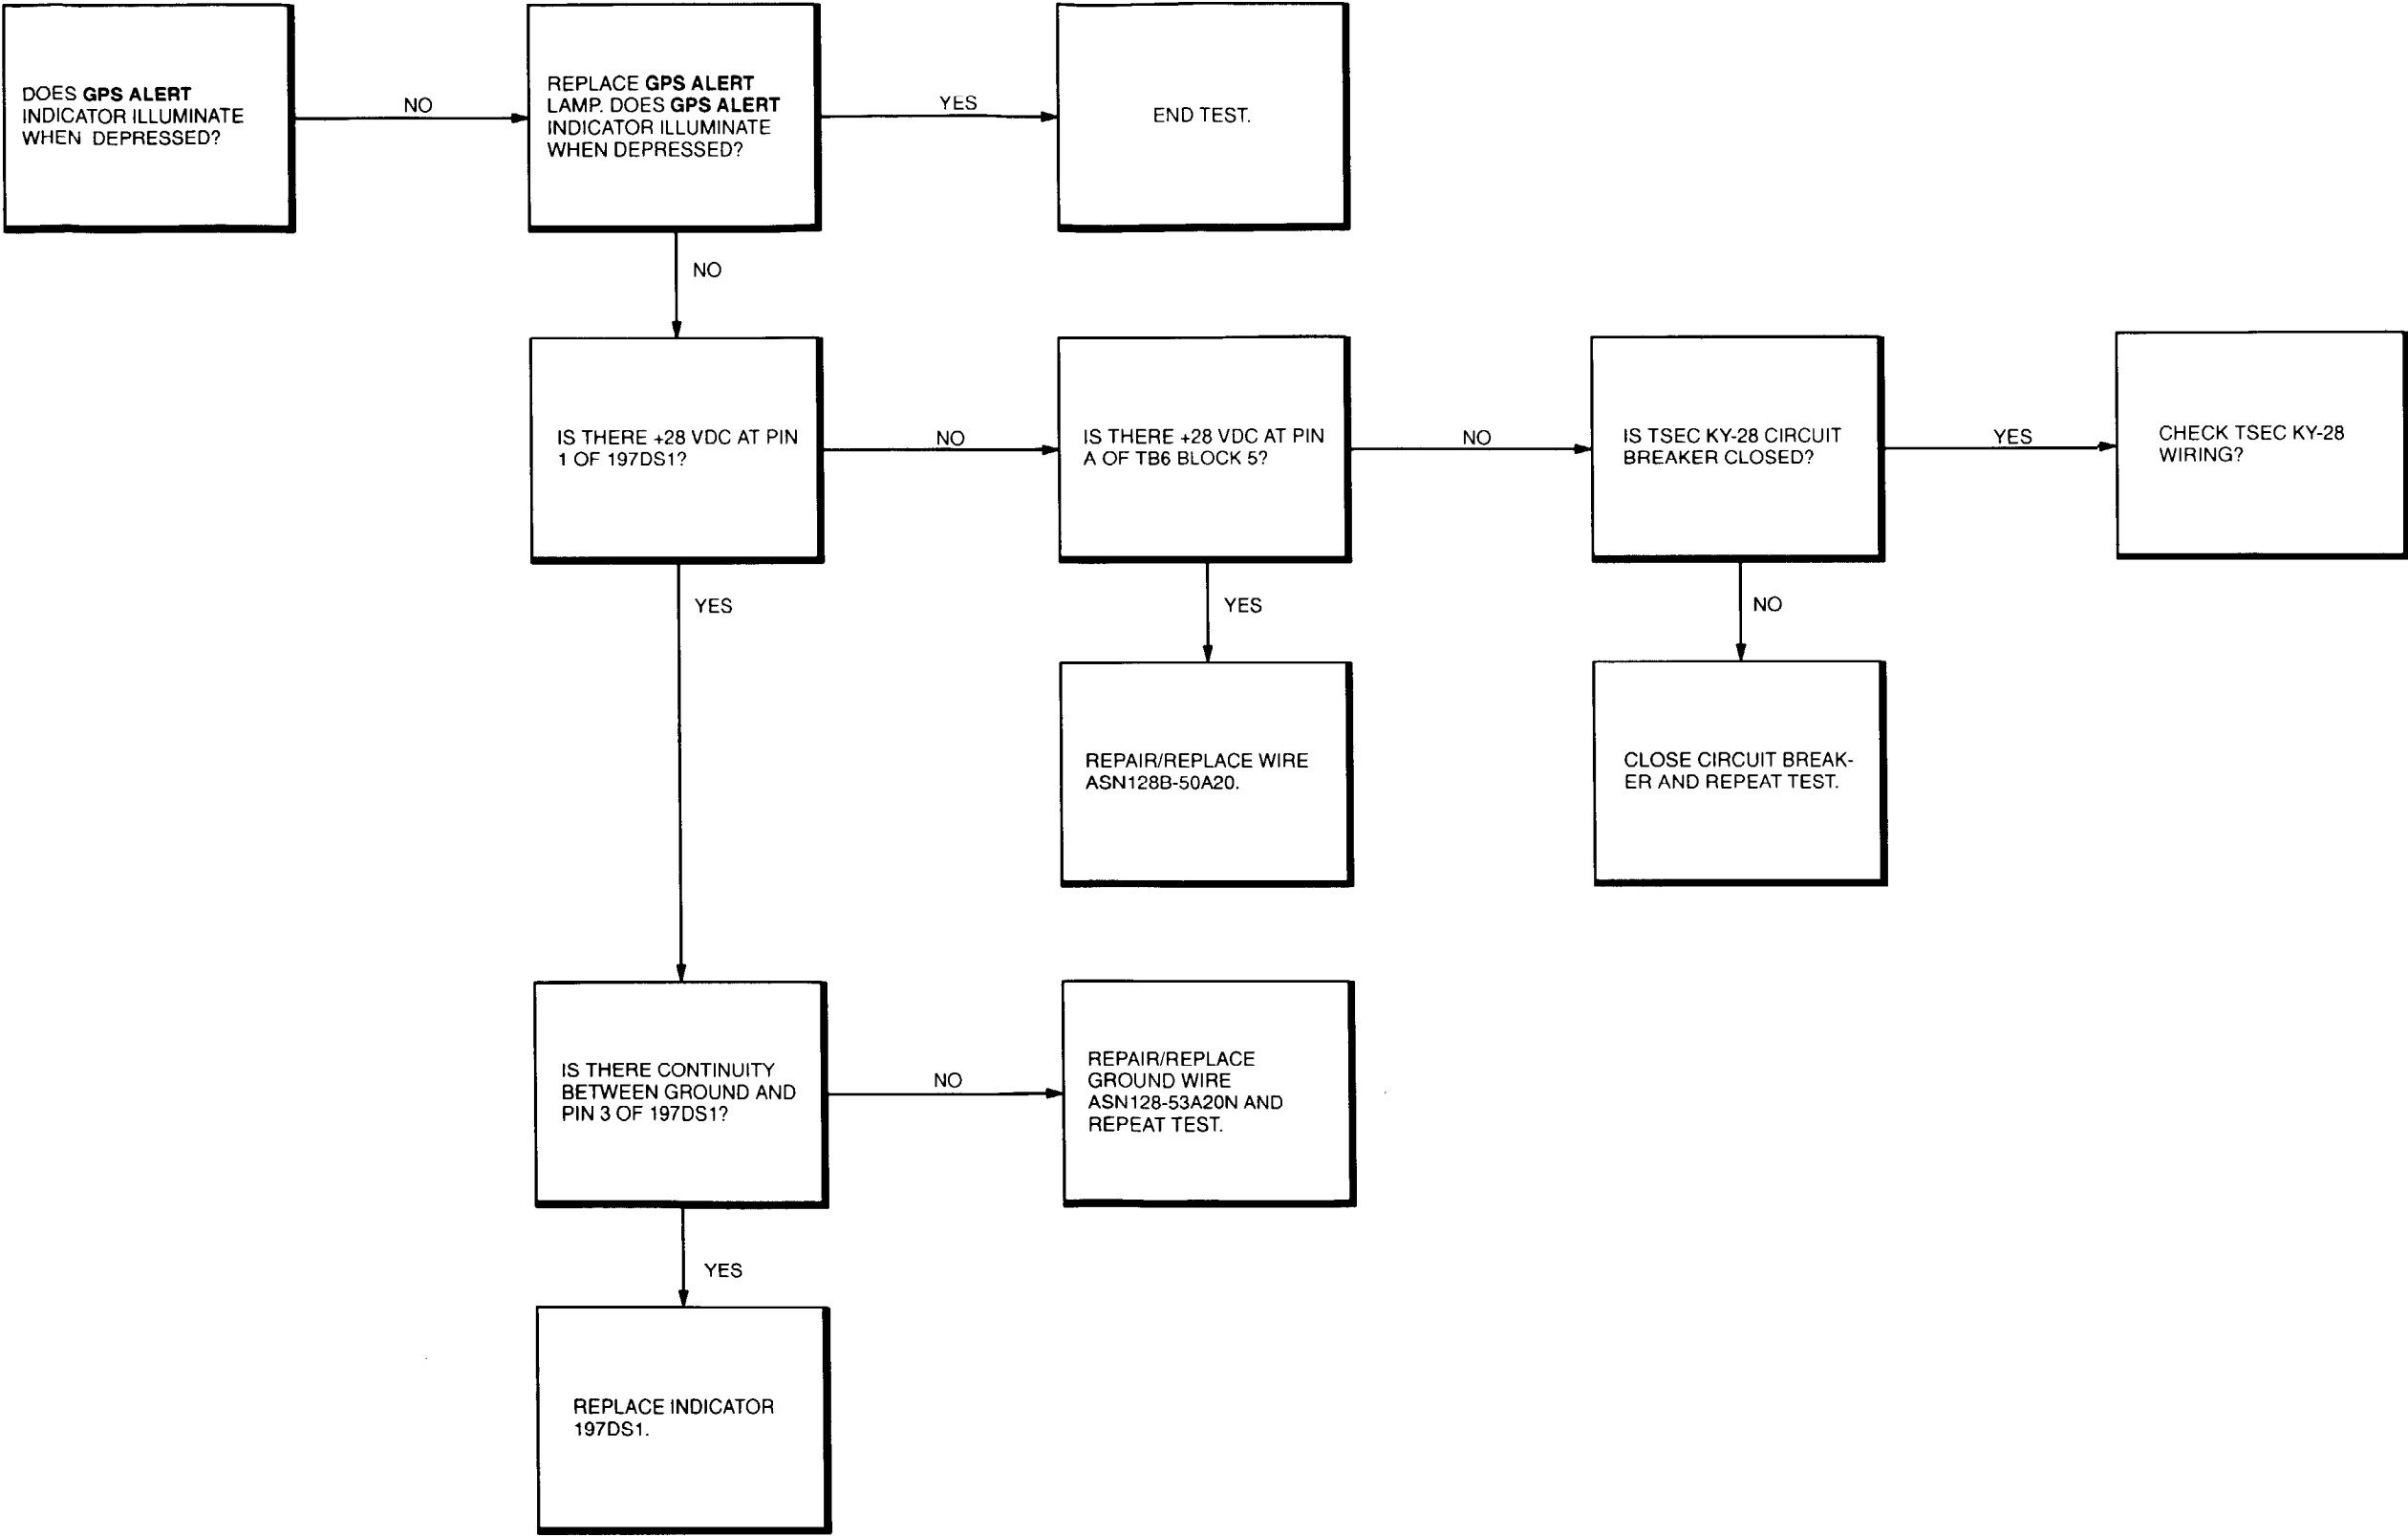 DOES GPS ALERT
INDICATOR ILLUMINATE
WHEN DEPRESSED?
NO
REPLACE GPS ALERT
LAMP. DOES GPS ALERT
INDICATOR ILLUMINATE
WHEN DEPRESSED?
YES
END TEST.
NO
IS THERE +28 VDC AT PIN
1 OF 197DS1?
NO
IS THERE +28 VDC AT PIN
A OF TB6 BLOCK 5?
NO
IS TSEC KY-28 CIRCUIT
BREAKER CLOSED?
YES
CHECK TSEC KY-28
WIRING?
YES
YES
NO
REPAIR/REPLACE WIRE
ASN128B-50A20.
CLOSE CIRCUIT BREAK-
ER AND REPEAT TEST.
IS THERE CONTINUITY
BETWEEN GROUND AND
PIN 3 OF 197DS1?
NO
REPAIR/REPLACE
GROUND WIRE
ASN128-53A20N AND
REPEAT TEST.
YES
REPLACE INDICATOR
197DS1.